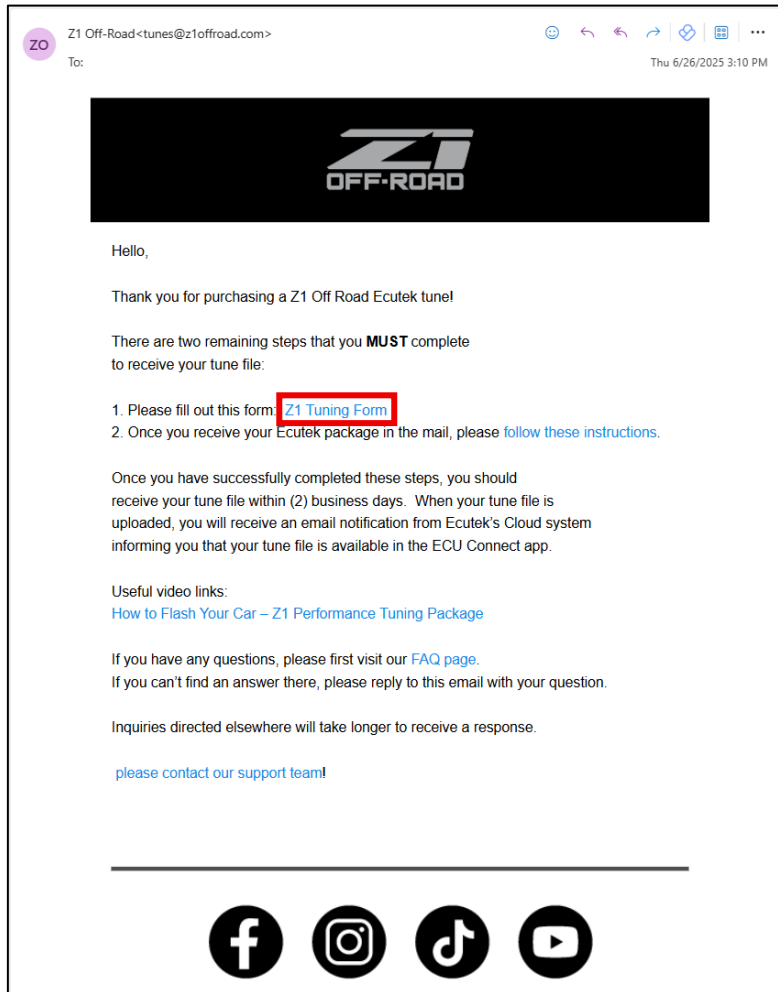 ZO
Z1 Off-Road<tunes@z1offroad.com>
To:
Thu 6/26/2025 3:10 PM
Z1
OFF-ROAD
Hello,
Thank you for purchasing a Z1 Off Road Ecutek tune!
There are two remaining steps that you MUST complete
to receive your tune file:
1. Please fill out this form: Z1 Tuning Form
2. Once you receive your Ecutek package in the mail, please follow these instructions.
Once you have successfully completed these steps, you should
receive your tune file within (2) business days.  When your tune file is
uploaded, you will receive an email notification from Ecutek’s Cloud system
informing you that your tune file is available in the ECU Connect app.
Useful video links:
How to Flash Your Car – Z1 Performance Tuning Package
If you have any questions, please first visit our FAQ page.
If you can’t find an answer there, please reply to this email with your question.
Inquiries directed elsewhere will take longer to receive a response.
please contact our support team!